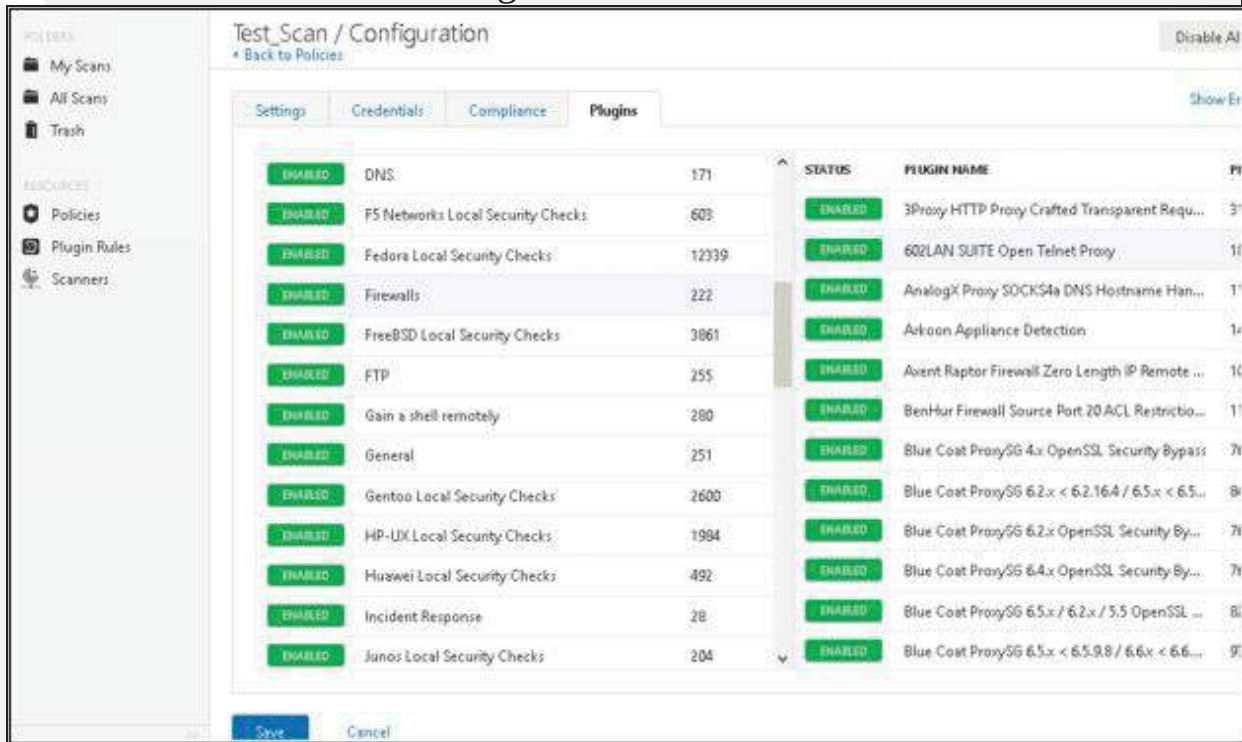 FOLDERS
My Scans
All Scans
Trash
RESOURCES
Policies
Plugin Rules
Scanners
Test_Scan / Configuration
Back to Policies
Disable Al
Settings Credentials Compliance Plugins
Show En
ENABLED DNS 171
ENABLED F5 Networks Local Security Checks 603
ENABLED Fedora Local Security Checks 12339
ENABLED Firewalls 222
ENABLED FreeBSD Local Security Checks 3861
ENABLED FTP 255
ENABLED Gain a shell remotely 280
ENABLED General 251
ENABLED Gentoo Local Security Checks 2600
ENABLED HP-UX Local Security Checks 1984
ENABLED Huawei Local Security Checks 492
ENABLED Incident Response 28
ENABLED Junos Local Security Checks 204
STATUS PLUGIN NAME
ENABLED 3Proxy HTTP Proxy Crafted Transparent Requ...
ENABLED 602LAN SUITE Open Telnet Proxy
ENABLED AnalogX Proxy SOCKS4a DNS Hostname Han...
ENABLED Arkoon Appliance Detection
ENABLED Axent Raptor Firewall Zero Length IP Remote ...
ENABLED BenHur Firewall Source Port 20 ACL Restrictio...
ENABLED Blue Coat ProxySG 4.x OpenSSL Security Bypass
ENABLED Blue Coat ProxySG 6.2.x < 6.2.16.4 / 6.5.x < 6.5...
ENABLED Blue Coat ProxySG 6.2.x OpenSSL Security By...
ENABLED Blue Coat ProxySG 6.4.x OpenSSL Security By...
ENABLED Blue Coat ProxySG 6.5.x / 6.2.x / 5.5 OpenSSL ...
ENABLED Blue Coat ProxySG 6.5.x < 6.5.9.8 / 6.6.x < 6.6...
Save Cancel